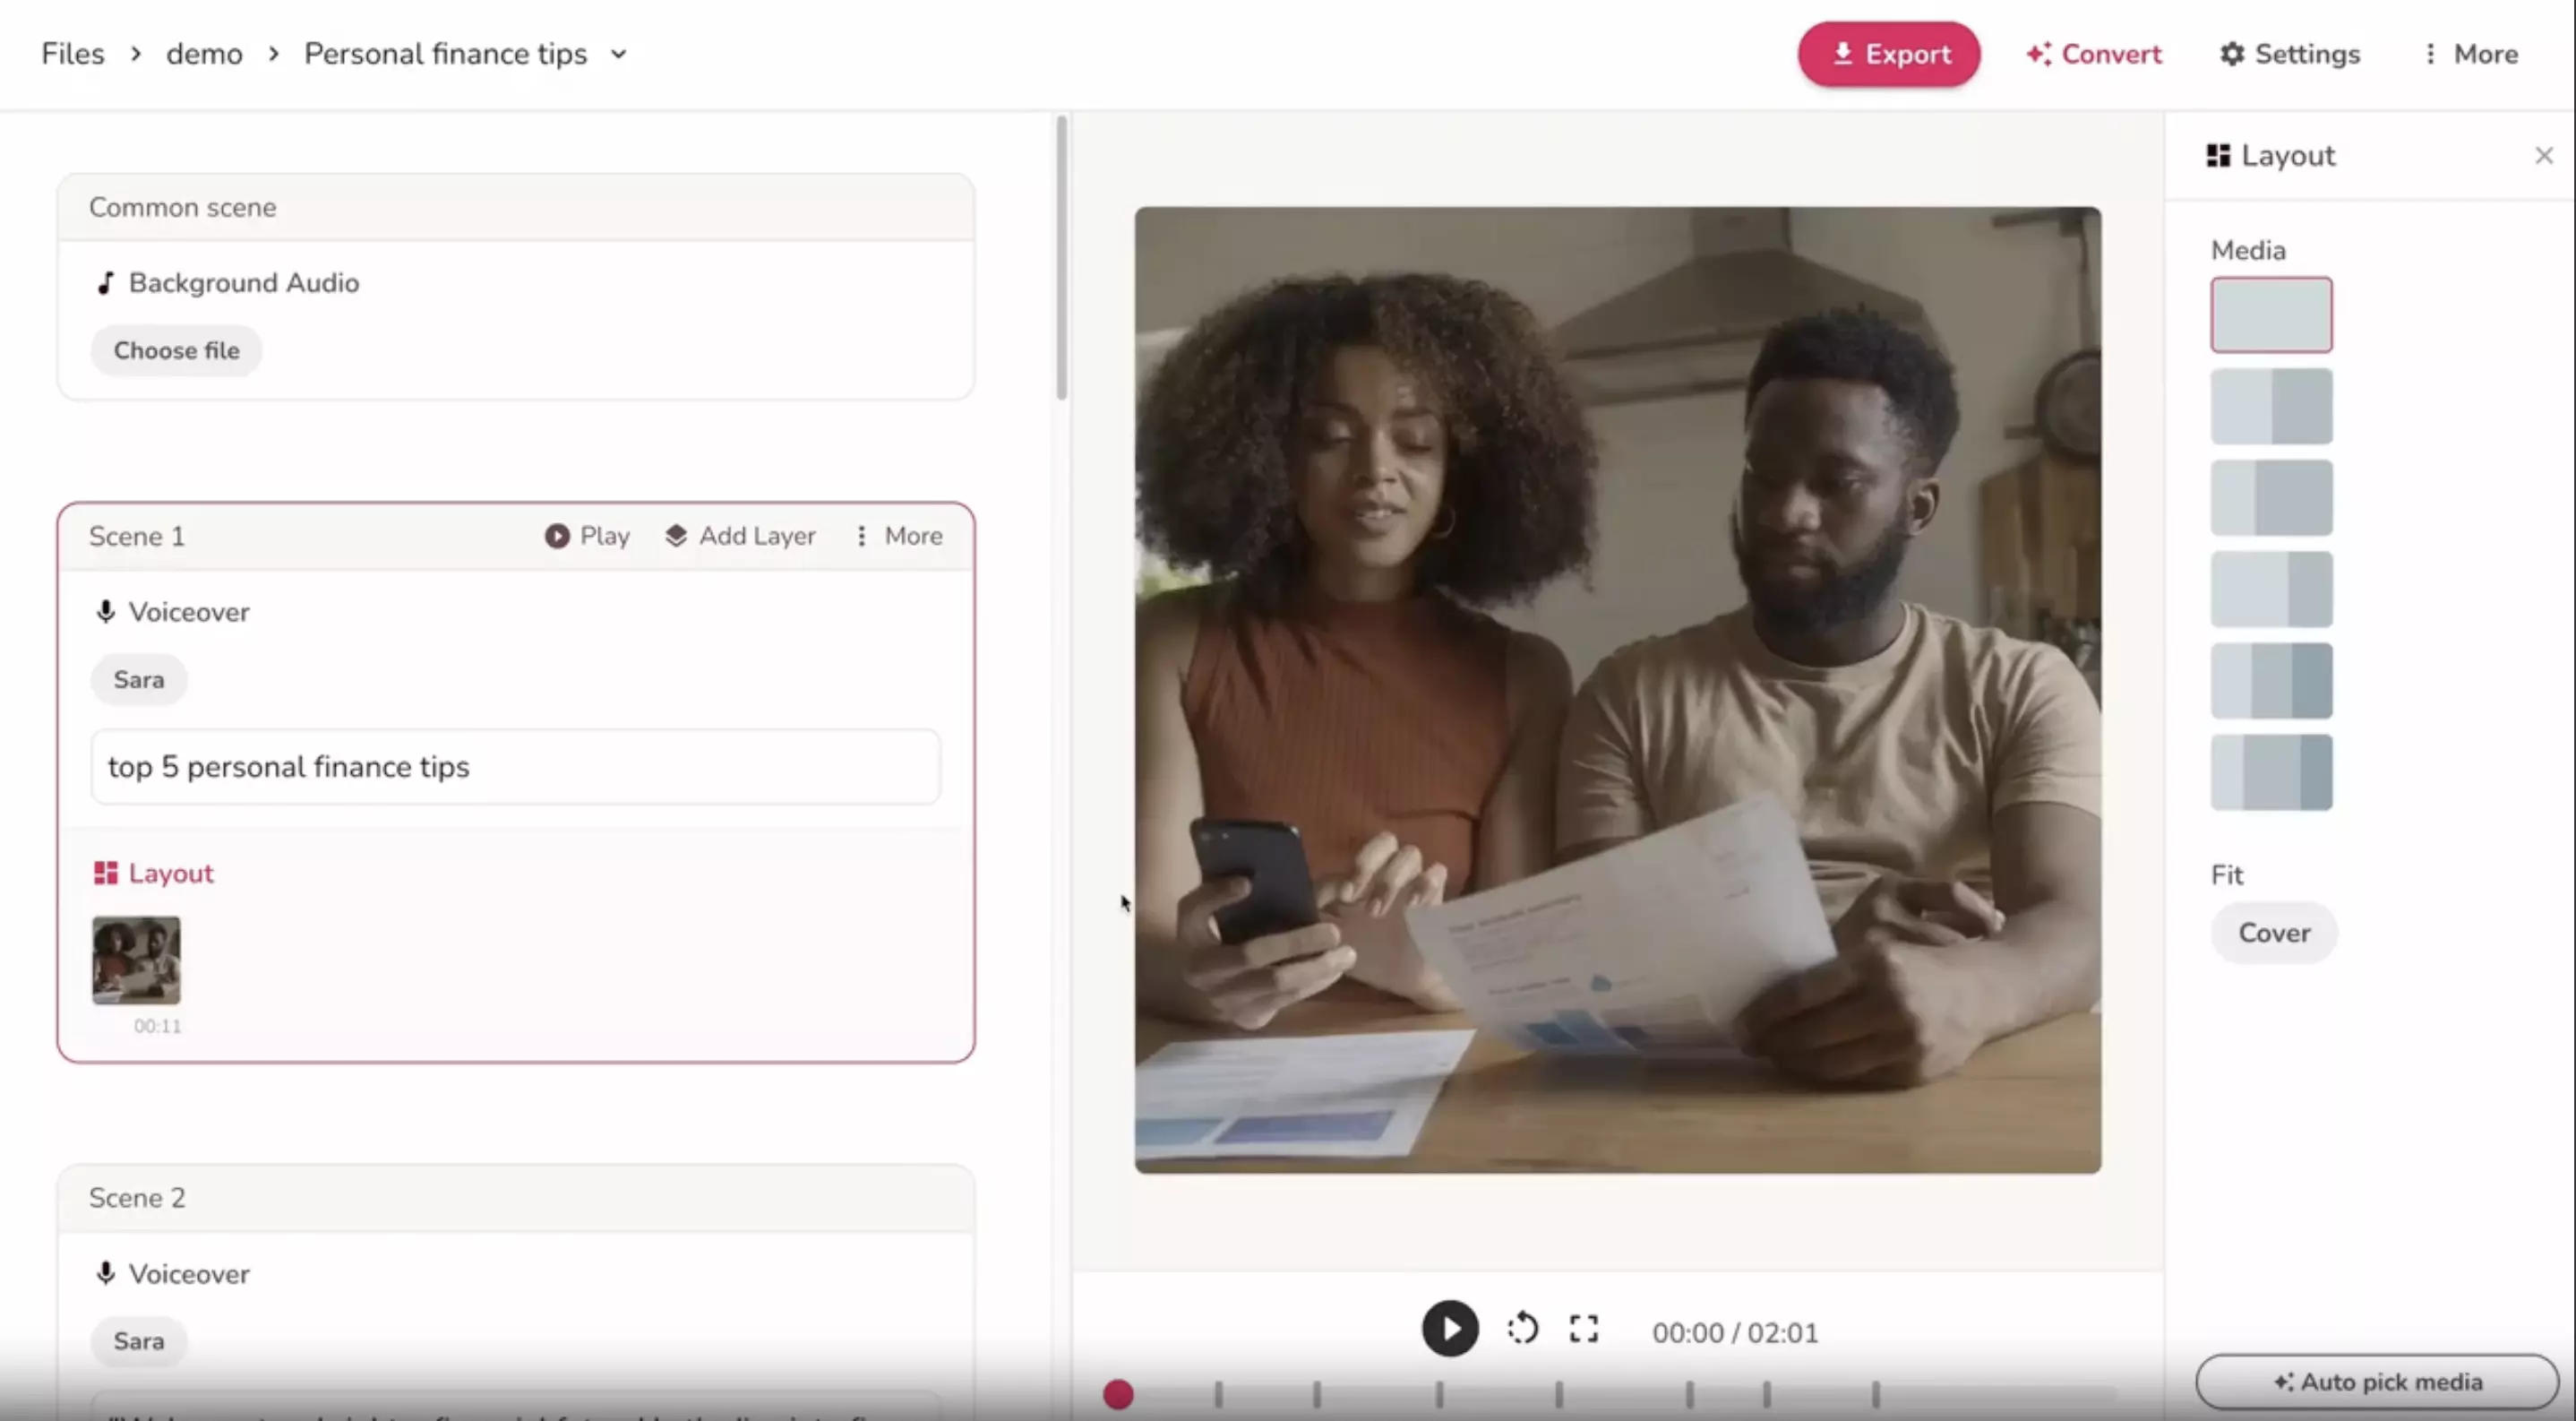 Files > demo > Personal finance tips
Export
Convert
Settings
More
Common scene
Background Audio
Choose file
Scene 1
Play
Add Layer
More
Voiceover
Sara
top 5 personal finance tips
Layout
00:11
Scene 2
Voiceover
Sara
00:00 / 02:01
Layout
Media
Fit
Cover
Auto pick media